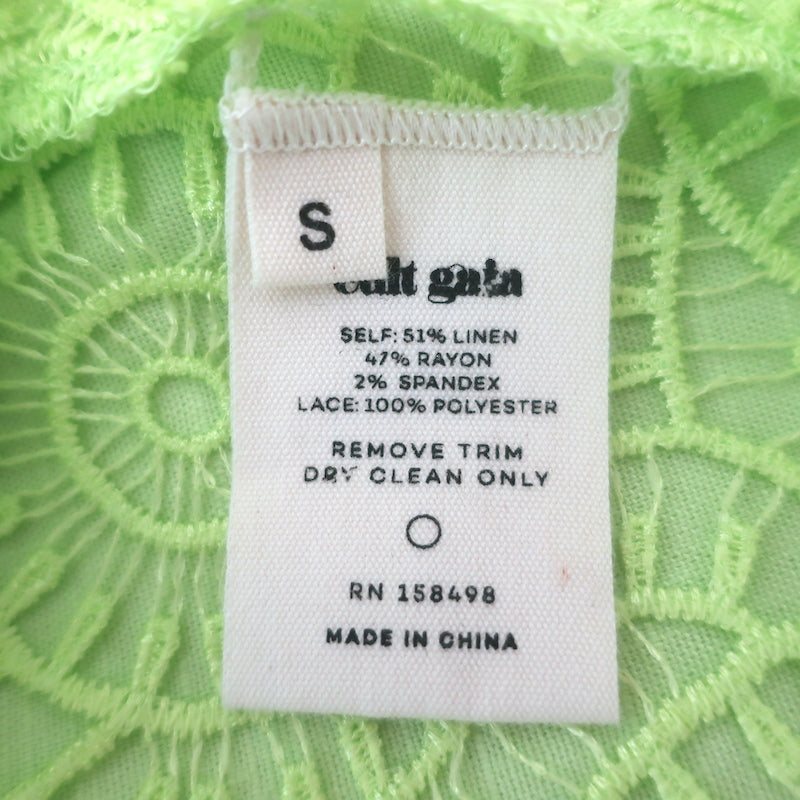 S
cult gaia
SELF: 51% LINEN
47% RAYON
2% SPANDEX
LACE: 100% POLYESTER
REMOVE TRIM
DRY CLEAN ONLY
RN 158498
MADE IN CHINA